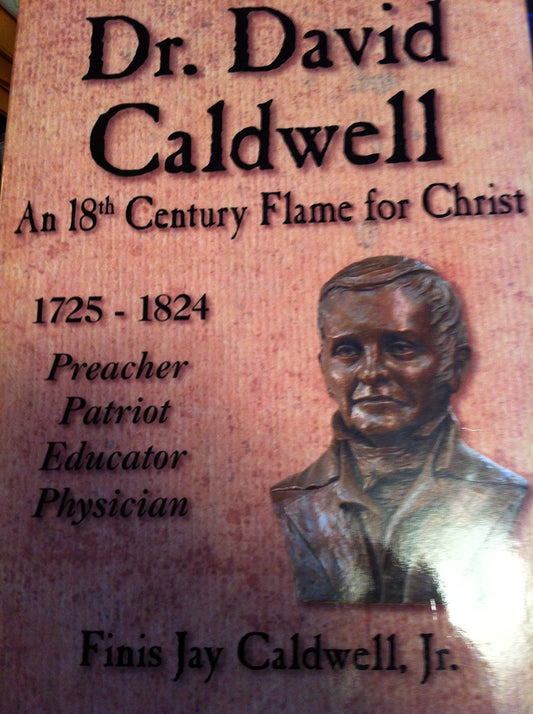 Dr. David
Caldwell
An 18th Century Flame for Christ
1725 - 1824
Preacher
Patriot
Educator
Physician
Finis Jay Caldwell, Jr.